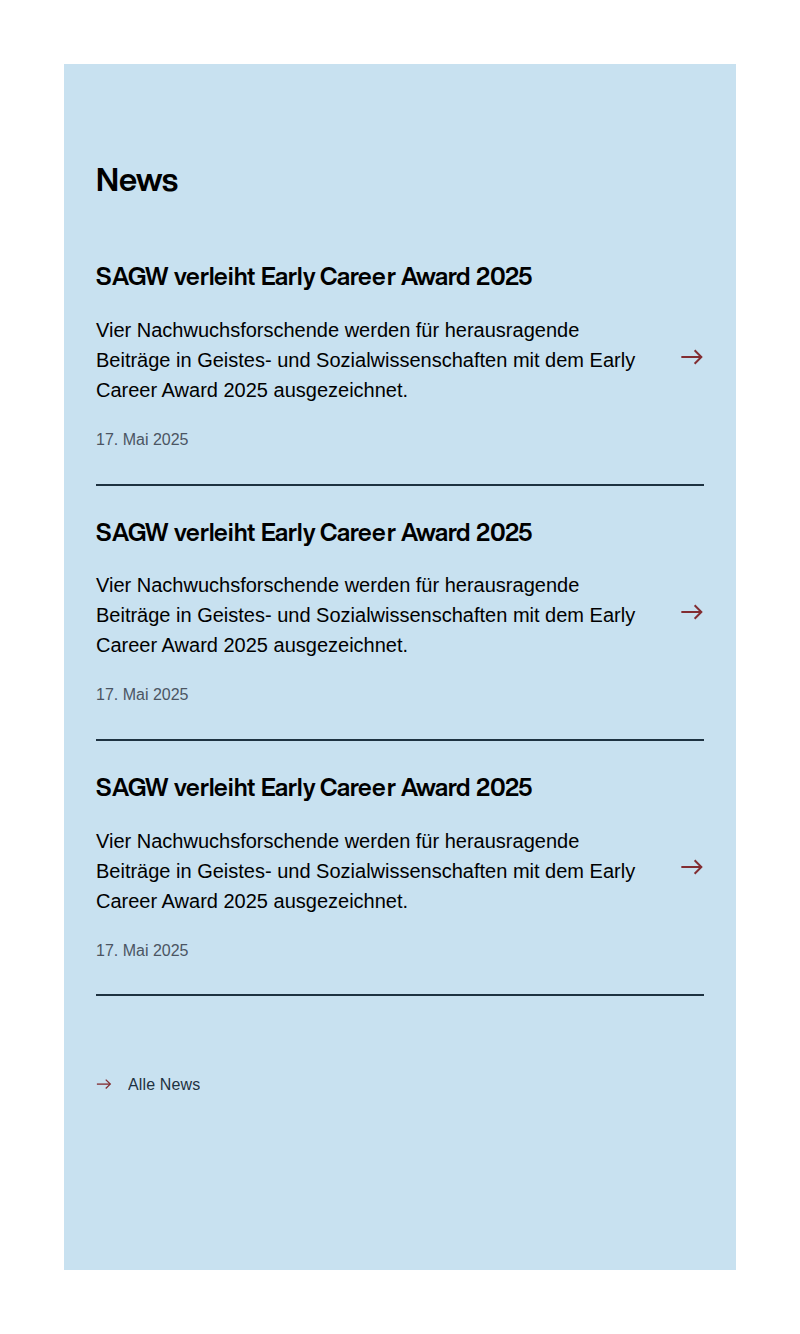 News
SAGW verleiht Early Career Award 2025
Vier Nachwuchsforschende werden für herausragende
Beiträge in Geistes- und Sozialwissenschaften mit dem Early
Career Award 2025 ausgezeichnet.
17. Mai 2025
SAGW verleiht Early Career Award 2025
Vier Nachwuchsforschende werden für herausragende
Beiträge in Geistes- und Sozialwissenschaften mit dem Early
Career Award 2025 ausgezeichnet.
17. Mai 2025
SAGW verleiht Early Career Award 2025
Vier Nachwuchsforschende werden für herausragende
Beiträge in Geistes- und Sozialwissenschaften mit dem Early
Career Award 2025 ausgezeichnet.
17. Mai 2025
Alle News